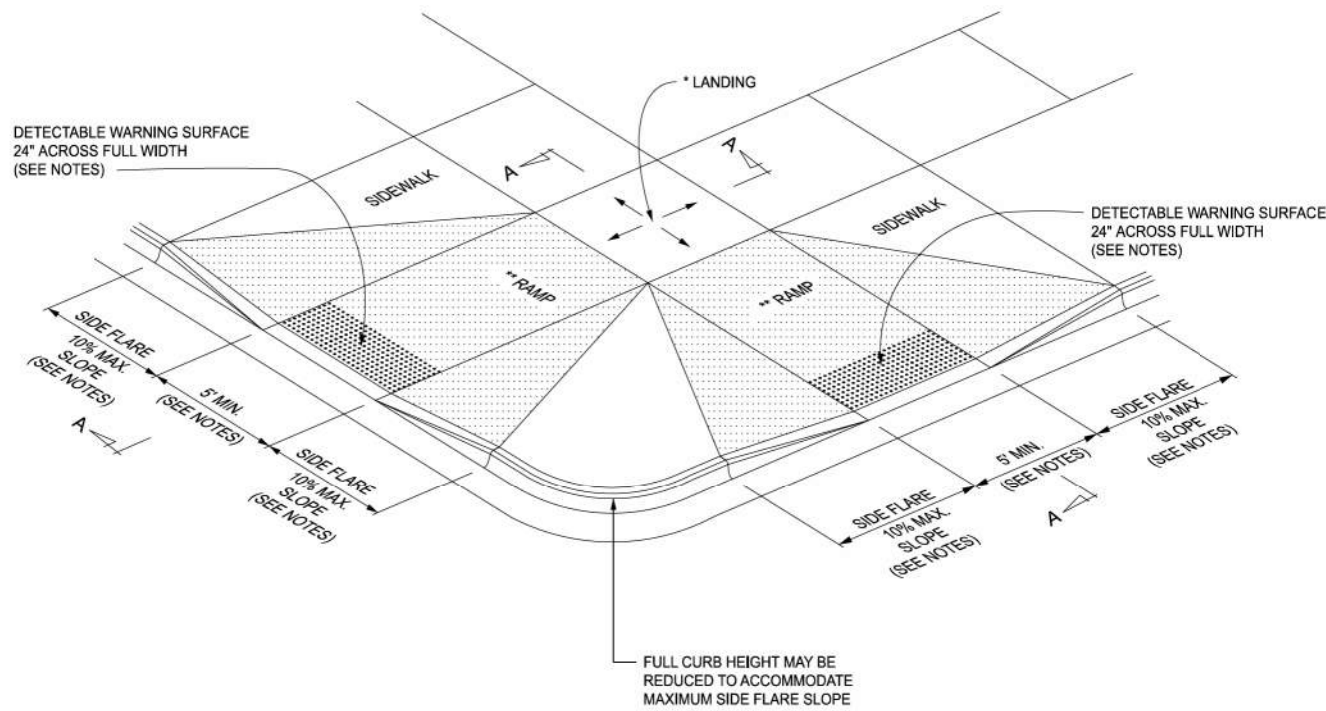 * LANDING
DETECTABLE WARNING SURFACE
24" ACROSS FULL WIDTH
(SEE NOTES)
A
A
SIDEWALK
SIDEWALK
DETECTABLE WARNING SURFACE
24" ACROSS FULL WIDTH
(SEE NOTES)
** RAMP
** RAMP
SIDE FLARE
10% MAX.
SLOPE
(SEE NOTES)
5' MIN.
(SEE NOTES)
SIDE FLARE
10% MAX.
SLOPE
(SEE NOTES)
A
SIDE FLARE
10% MAX.
SLOPE
(SEE NOTES)
5' MIN.
(SEE NOTES)
SIDE FLARE
10% MAX.
SLOPE
(SEE NOTES)
A
FULL CURB HEIGHT MAY BE
REDUCED TO ACCOMMODATE
MAXIMUM SIDE FLARE SLOPE